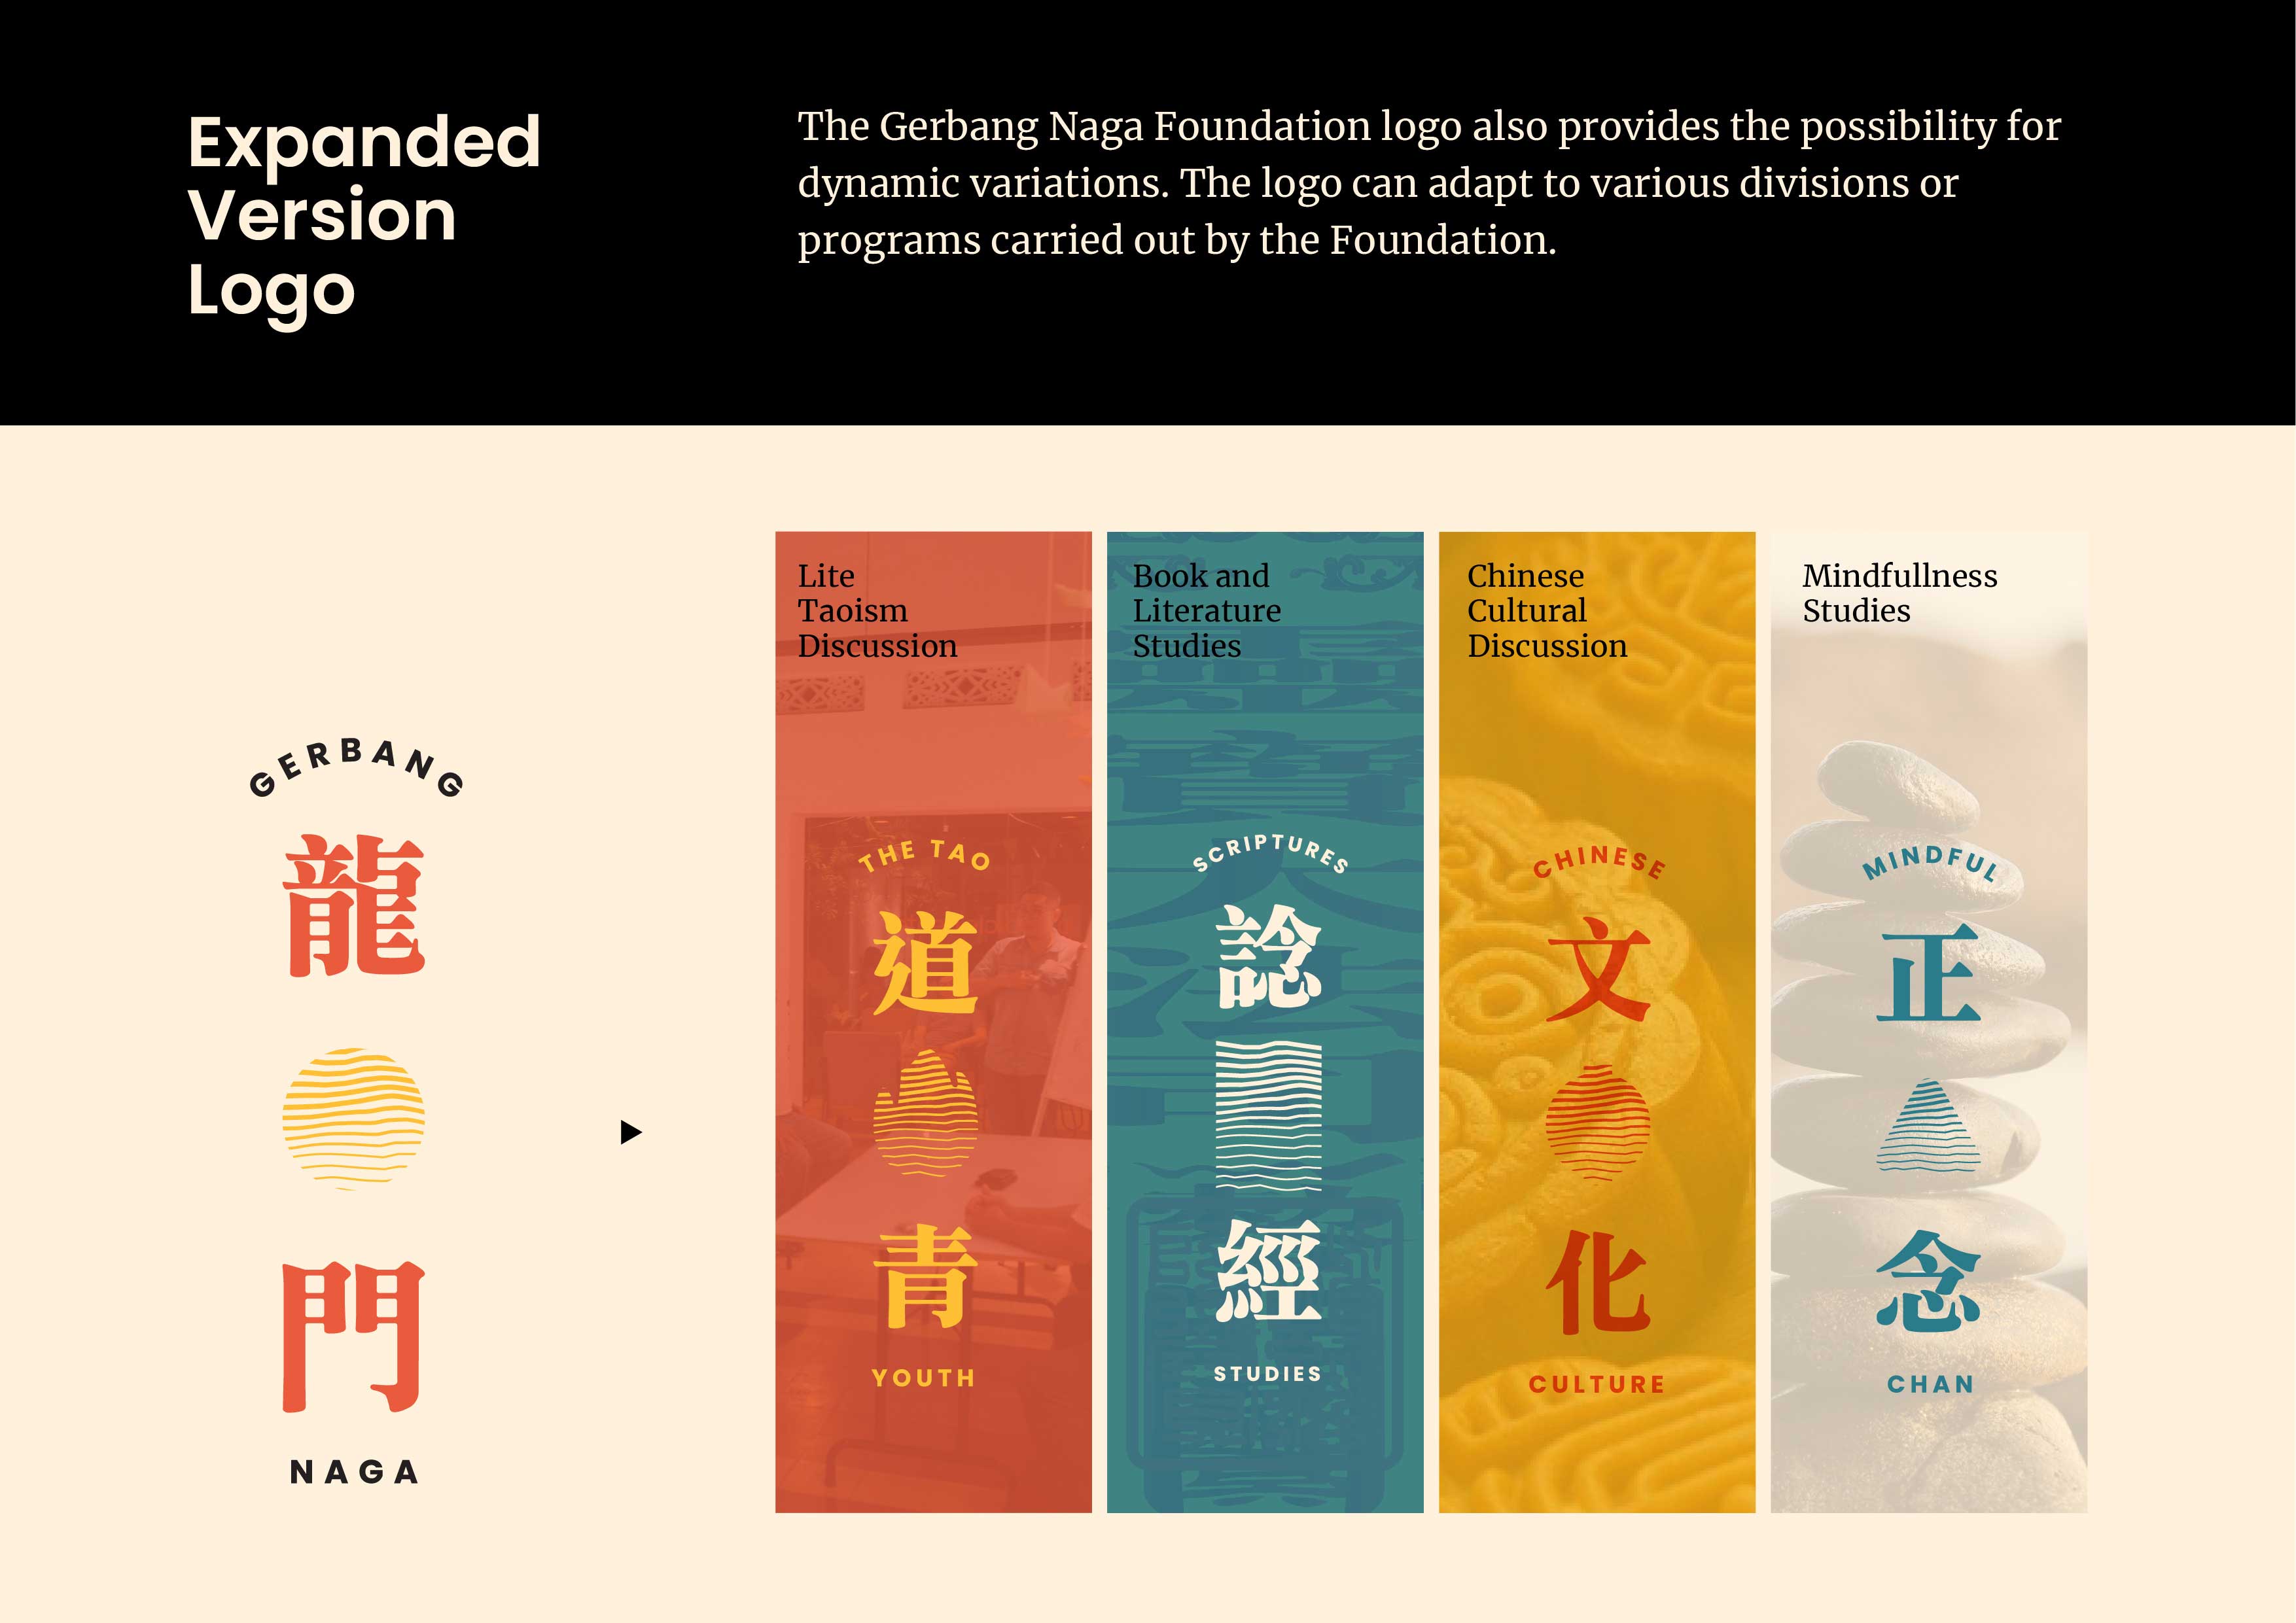 Expanded
Version
Logo
The Gerbang Naga Foundation logo also provides the possibility for
dynamic variations. The logo can adapt to various divisions or
programs carried out by the Foundation.
GERBANG
龍
門
NAGA
Lite
Taoism
Discussion
THE TAO
道
青
YOUTH
Book and
Literature
Studies
SCRIPTURES
諗
經
STUDIES
Chinese
Cultural
Discussion
CHINESE
文
化
CULTURE
Mindfullness
Studies
MINDFUL
正
念
CHAN